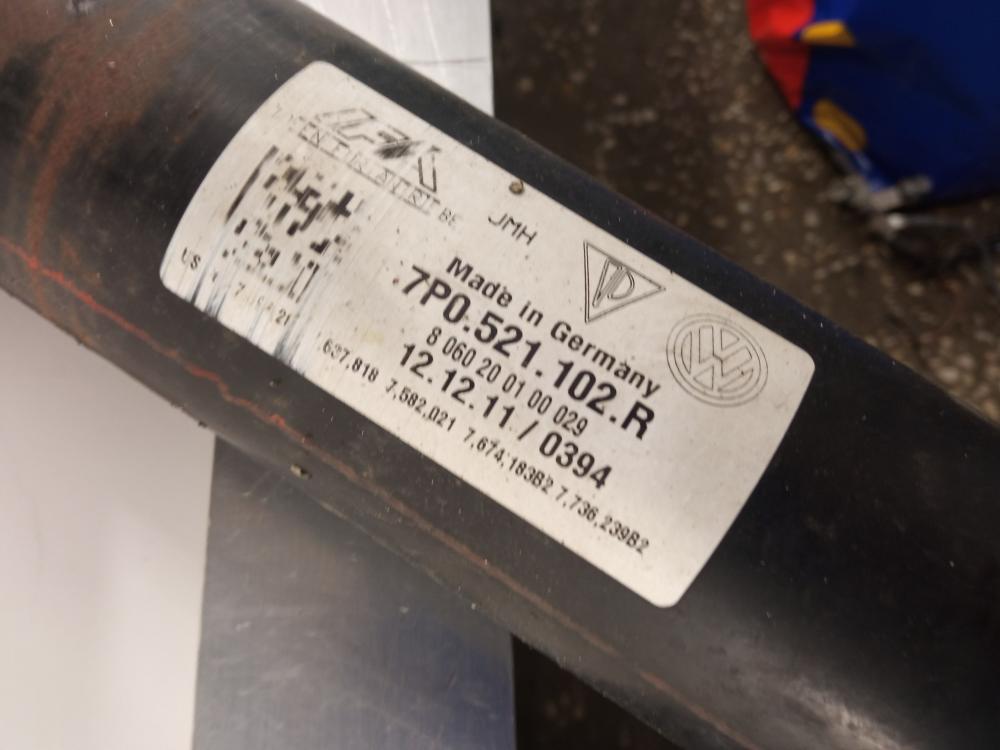 JMH
Made in Germany
7P0.521.102.R
8 060 20 01 00 029
12.12.11 / 0394
US
7,582,021 7,674,183B2 7,736,239B2